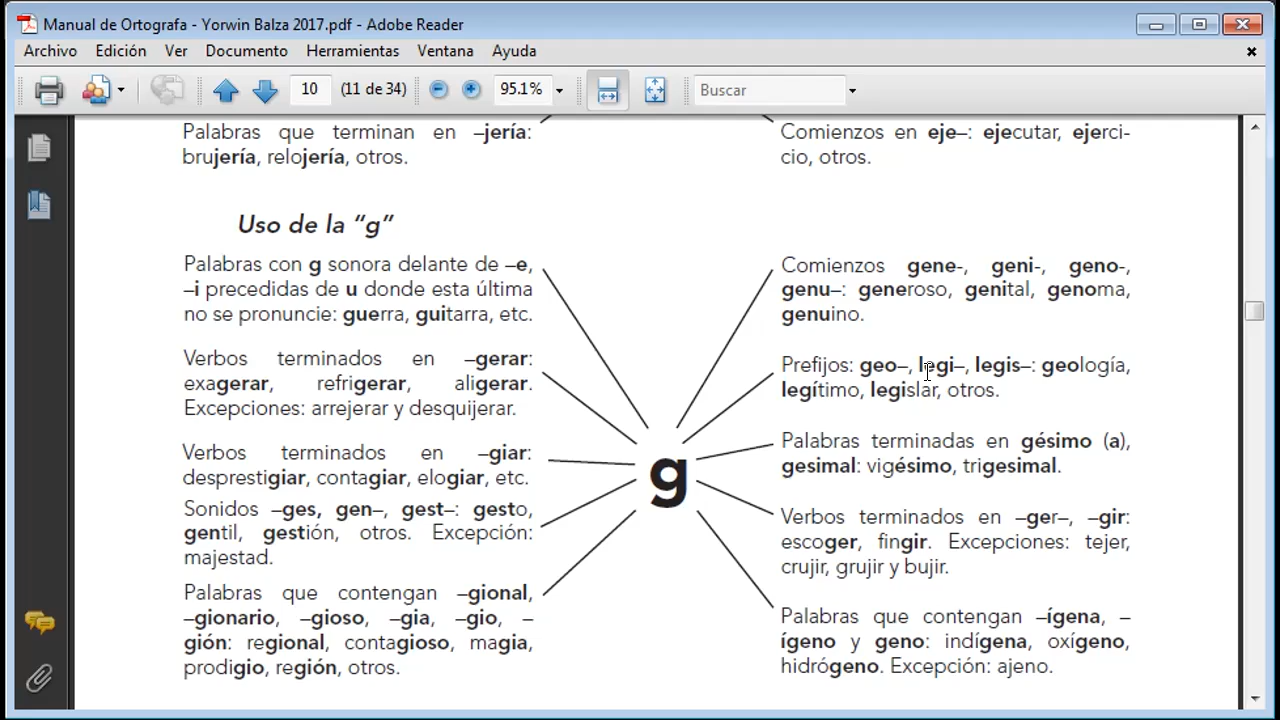 Manual de Ortografa - Yorwin Balza 2017.pdf - Adobe Reader
Archivo Edición Ver Documento Herramientas Ventana Ayuda
10 (11 de 34) 95.1% Buscar
Palabras que terminan en –jería:
brujería, relojería, otros.
Comienzos en eje–: ejecutar, ejerci-
cio, otros.
Uso de la “g”
Palabras con g sonora delante de –e,
–i precedidas de u donde esta última
no se pronuncie: guerra, guitarra, etc.
Verbos terminados en –gerar:
exagerar, refrigerar, aligerar.
Excepciones: arrejerar y desquijerar.
Verbos terminados en –giar:
desprestigiar, contagiar, elogiar, etc.
Sonidos –ges, gen–, gest–: gesto,
gentil, gestión, otros. Excepción:
majestad.
Palabras que contengan –gional,
–gionario, –gioso, –gia, –gio, –
gión: regional, contagioso, magia,
prodigio, región, otros.
g
Comienzos gene-, geni-, geno-,
genu–: generoso, genital, genoma,
genuino.
Prefijos: geo–, legi–, legis–: geología,
legítimo, legislar, otros.
Palabras terminadas en gésimo (a),
gesimal: vigésimo, trigesimal.
Verbos terminados en –ger–, –gir:
escoger, fingir. Excepciones: tejer,
crujir, grujir y bujir.
Palabras que contengan –ígena, –
ígeno y geno: indígena, oxígeno,
hidrógeno. Excepción: ajeno.